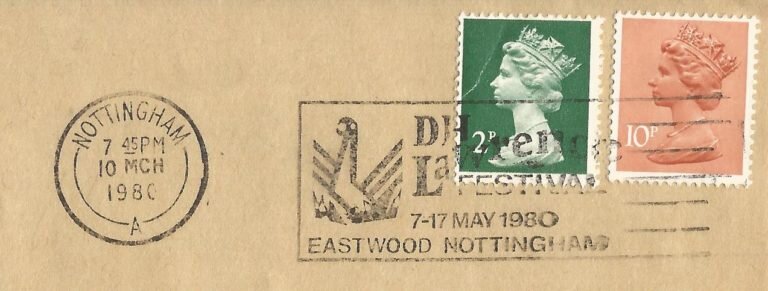 NOTTINGHAM
7 45PM
10 MCH
1980
A
2P
10P
DH
Lawrence
FESTIVAL
7-17 MAY 1980
EASTWOOD NOTTINGHAM